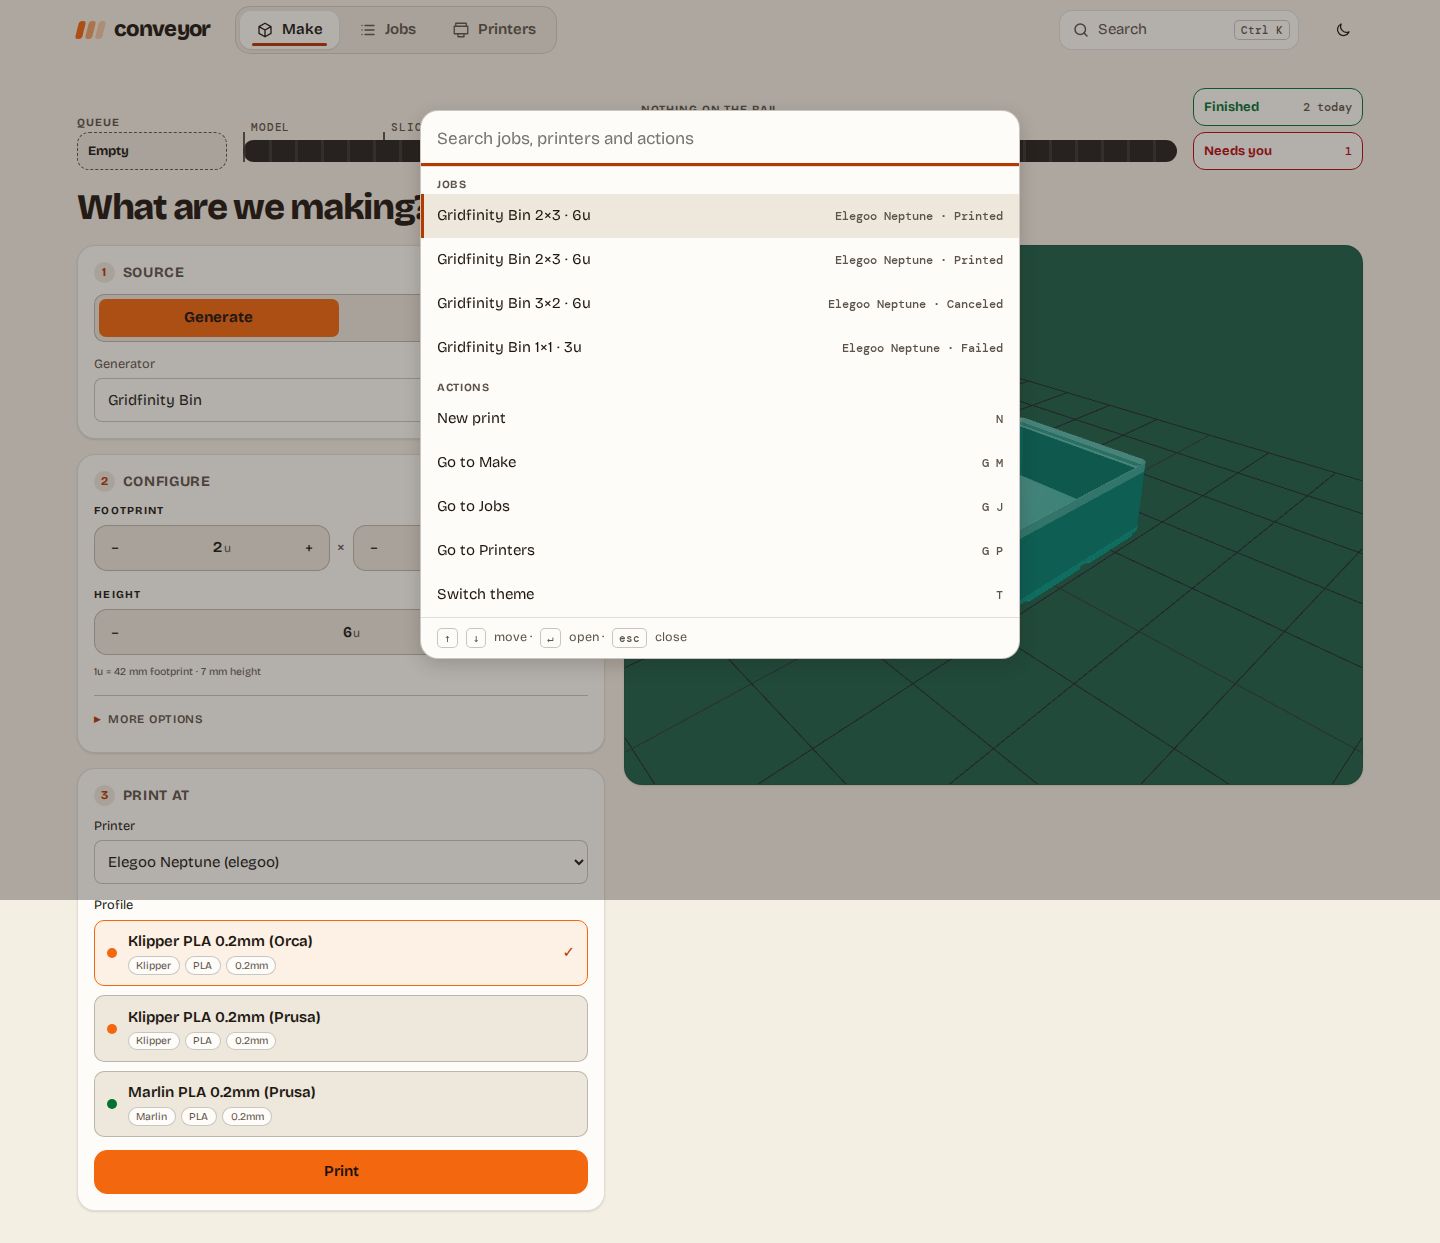 conveyor
Make
Jobs
Printers
Search
Ctrl K
QUEUE
Empty
MODEL
NOTHING ON THE RAIL
Finished 2 today
Needs you 1
What are we making?
1 SOURCE
Generate
Generator
Gridfinity Bin
2 CONFIGURE
FOOTPRINT
− 2 u + × −
HEIGHT
− 6 u
1u = 42 mm footprint · 7 mm height
▸ MORE OPTIONS
3 PRINT AT
Printer
Elegoo Neptune (elegoo)
Profile
Klipper PLA 0.2mm (Orca) ✓
Klipper PLA 0.2mm
Klipper PLA 0.2mm (Prusa)
Klipper PLA 0.2mm
Marlin PLA 0.2mm (Prusa)
Marlin PLA 0.2mm
Print
Search jobs, printers and actions
JOBS
Gridfinity Bin 2×3 · 6u Elegoo Neptune · Printed
Gridfinity Bin 2×3 · 6u Elegoo Neptune · Printed
Gridfinity Bin 3×2 · 6u Elegoo Neptune · Canceled
Gridfinity Bin 1×1 · 3u Elegoo Neptune · Failed
ACTIONS
New print N
Go to Make G M
Go to Jobs G J
Go to Printers G P
Switch theme T
↑ ↓ move · ↵ open · esc close